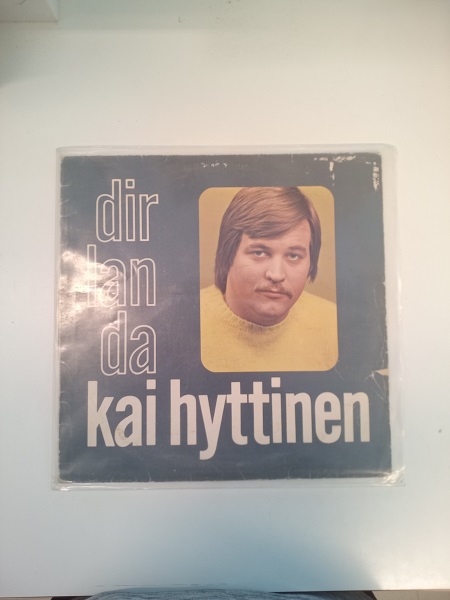 dir
lan
da
kai hyttinen